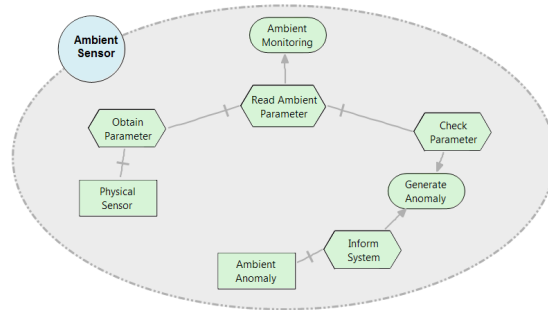 Ambient
Sensor
Ambient
Monitoring
Read Ambient
Parameter
Obtain
Parameter
Check
Parameter
Physical
Sensor
Generate
Anomaly
Inform
System
Ambient
Anomaly